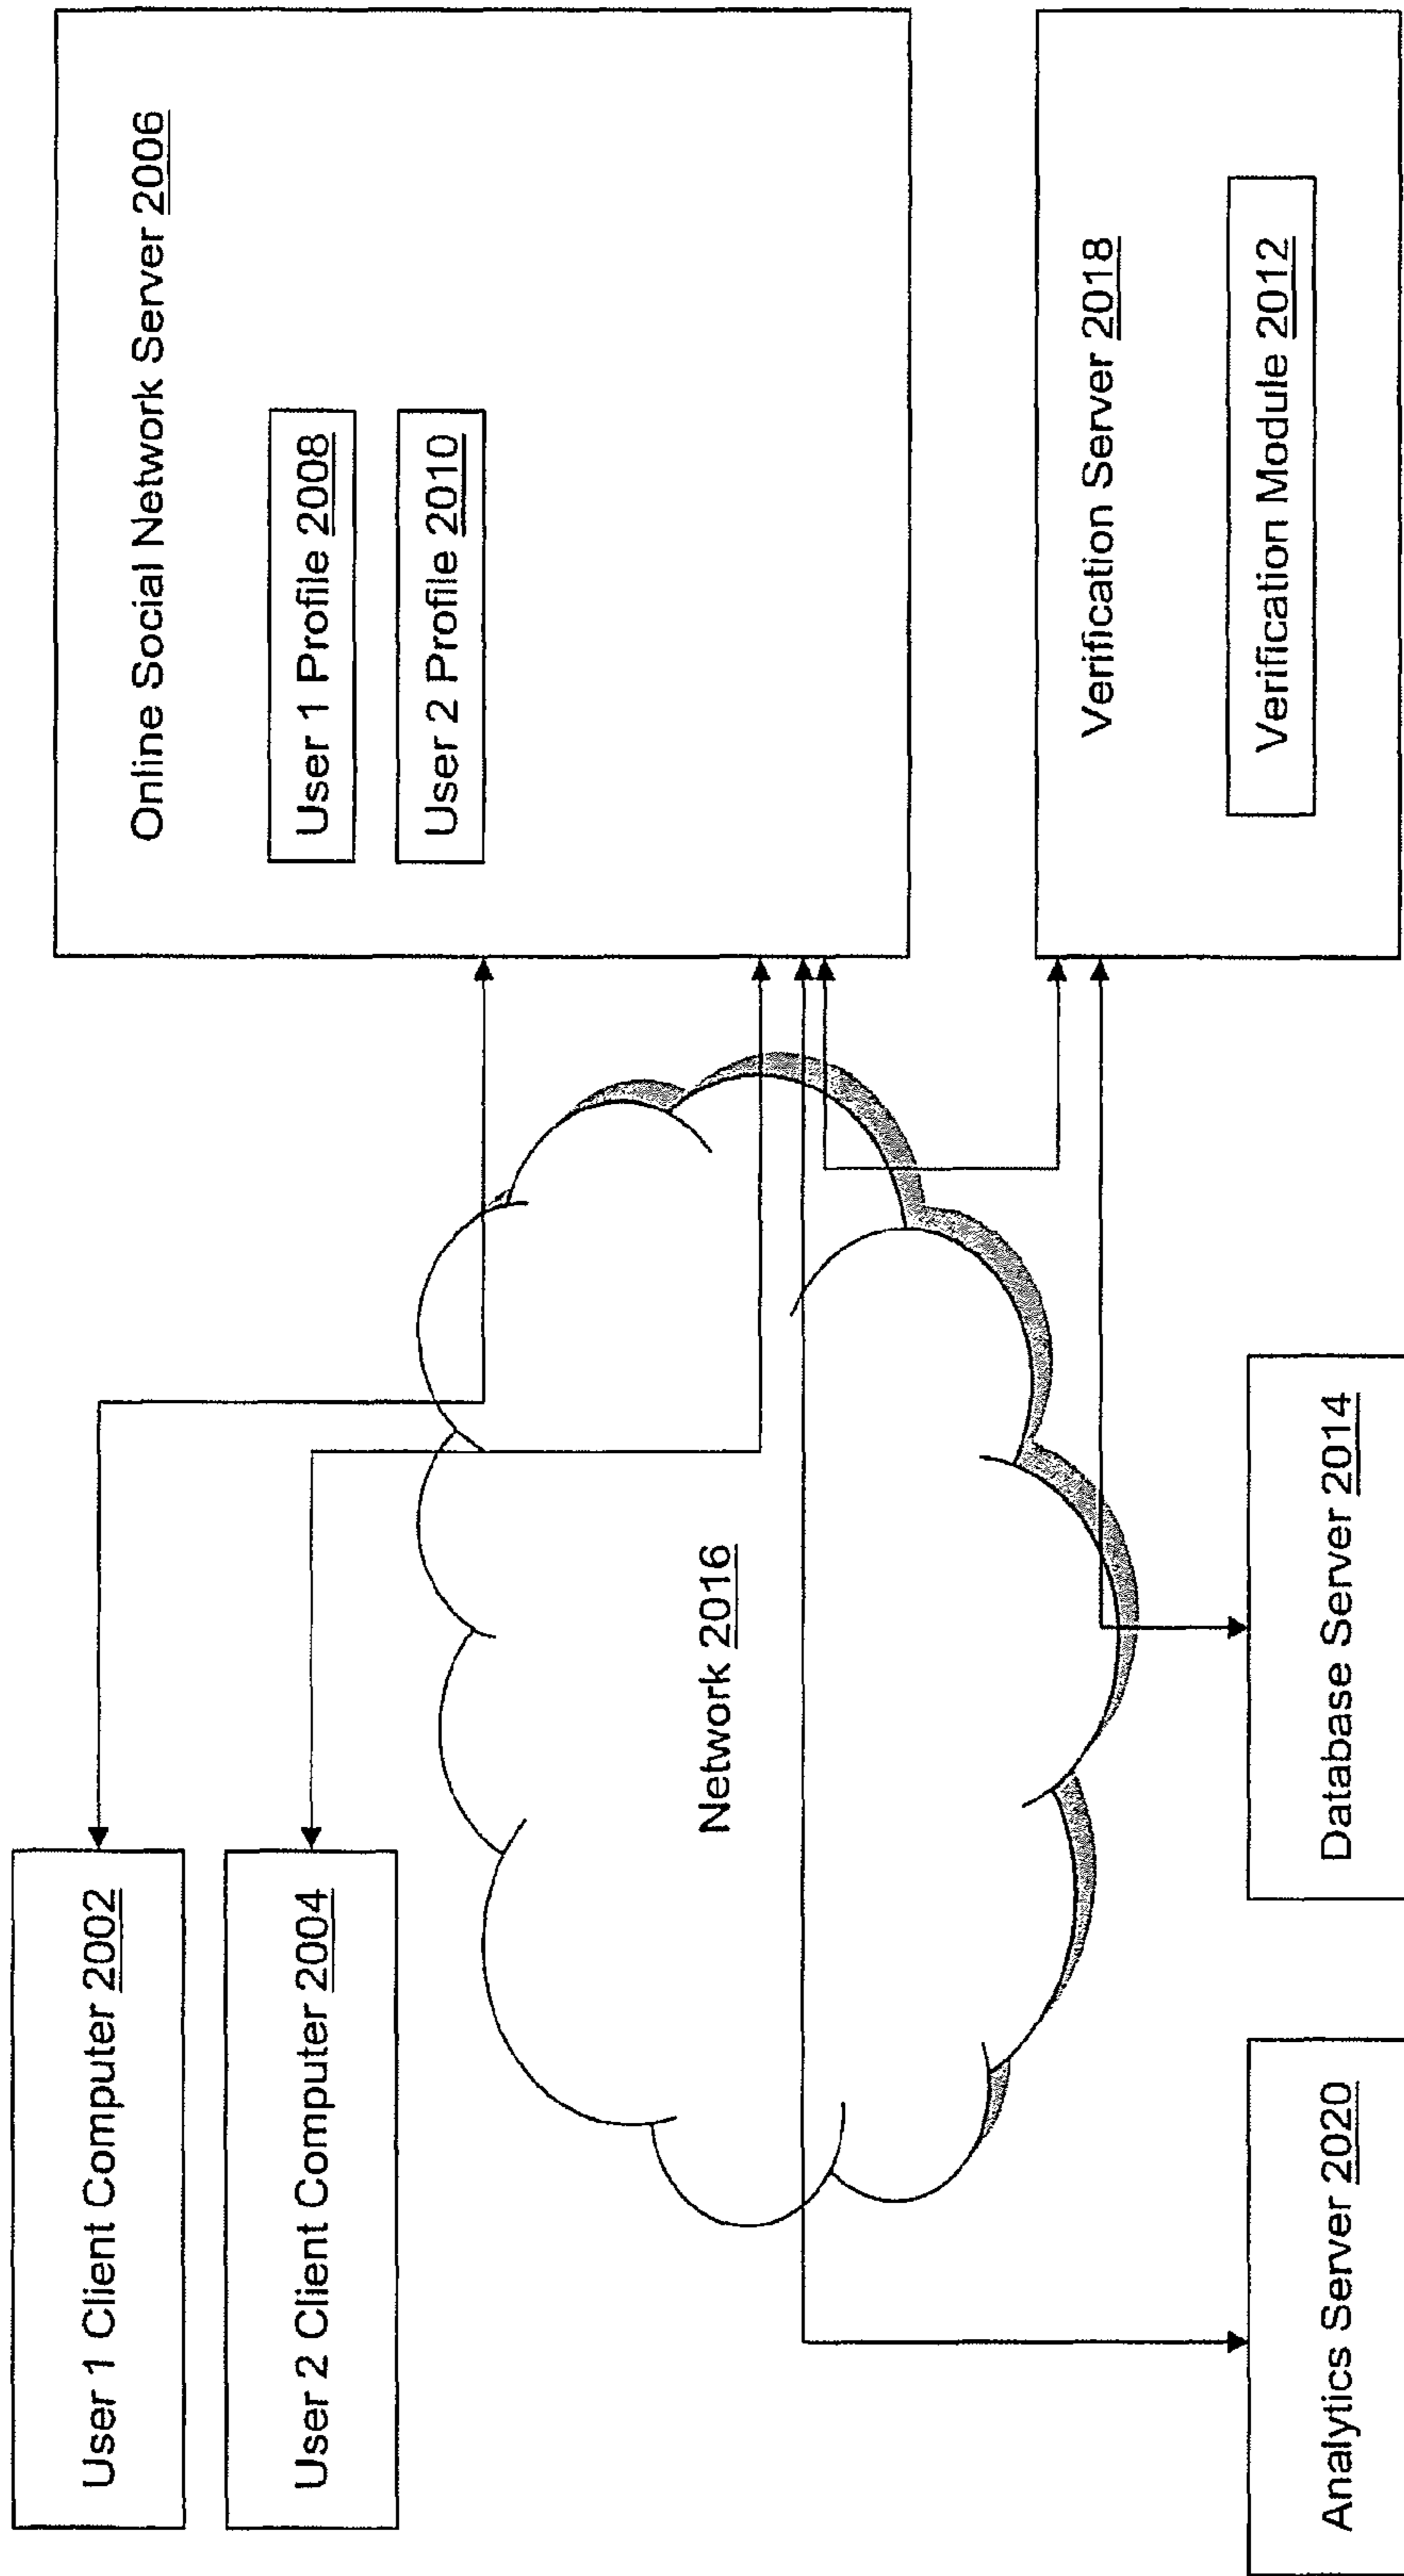 User 1 Client Computer 2002
User 2 Client Computer 2004
Online Social Network Server 2006
User 1 Profile 2008
User 2 Profile 2010
Network 2016
Verification Server 2018
Verification Module 2012
Analytics Server 2020
Database Server 2014